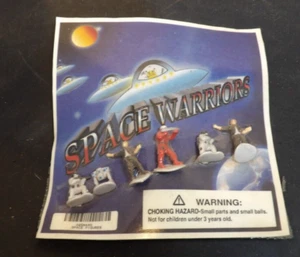 SPACE WARRIORS
WARNING:
CHOKING HAZARD-Small parts and small balls.
Not for children under 3 years old.